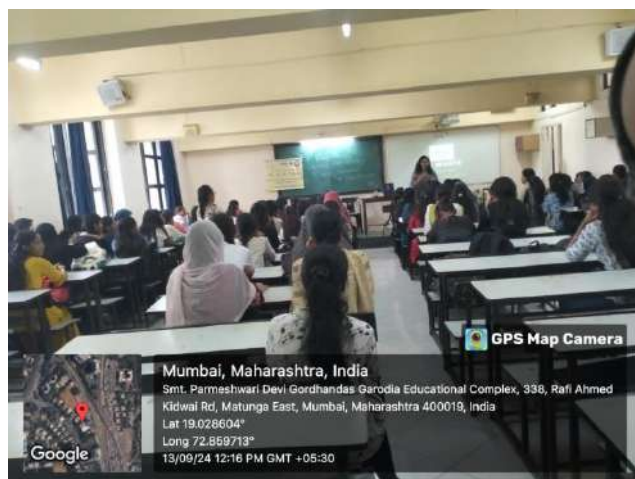 GPS Map Camera
Mumbai, Maharashtra, India
Smt. Parmeshwari Devi Gordhandas Garodia Educational Complex, 338, Rafi Ahmed
Kidwai Rd, Matunga East, Mumbai, Maharashtra 400019, India
Lat 19.028604°
Long 72.859713°
13/09/24 12:16 PM GMT +05:30
Google